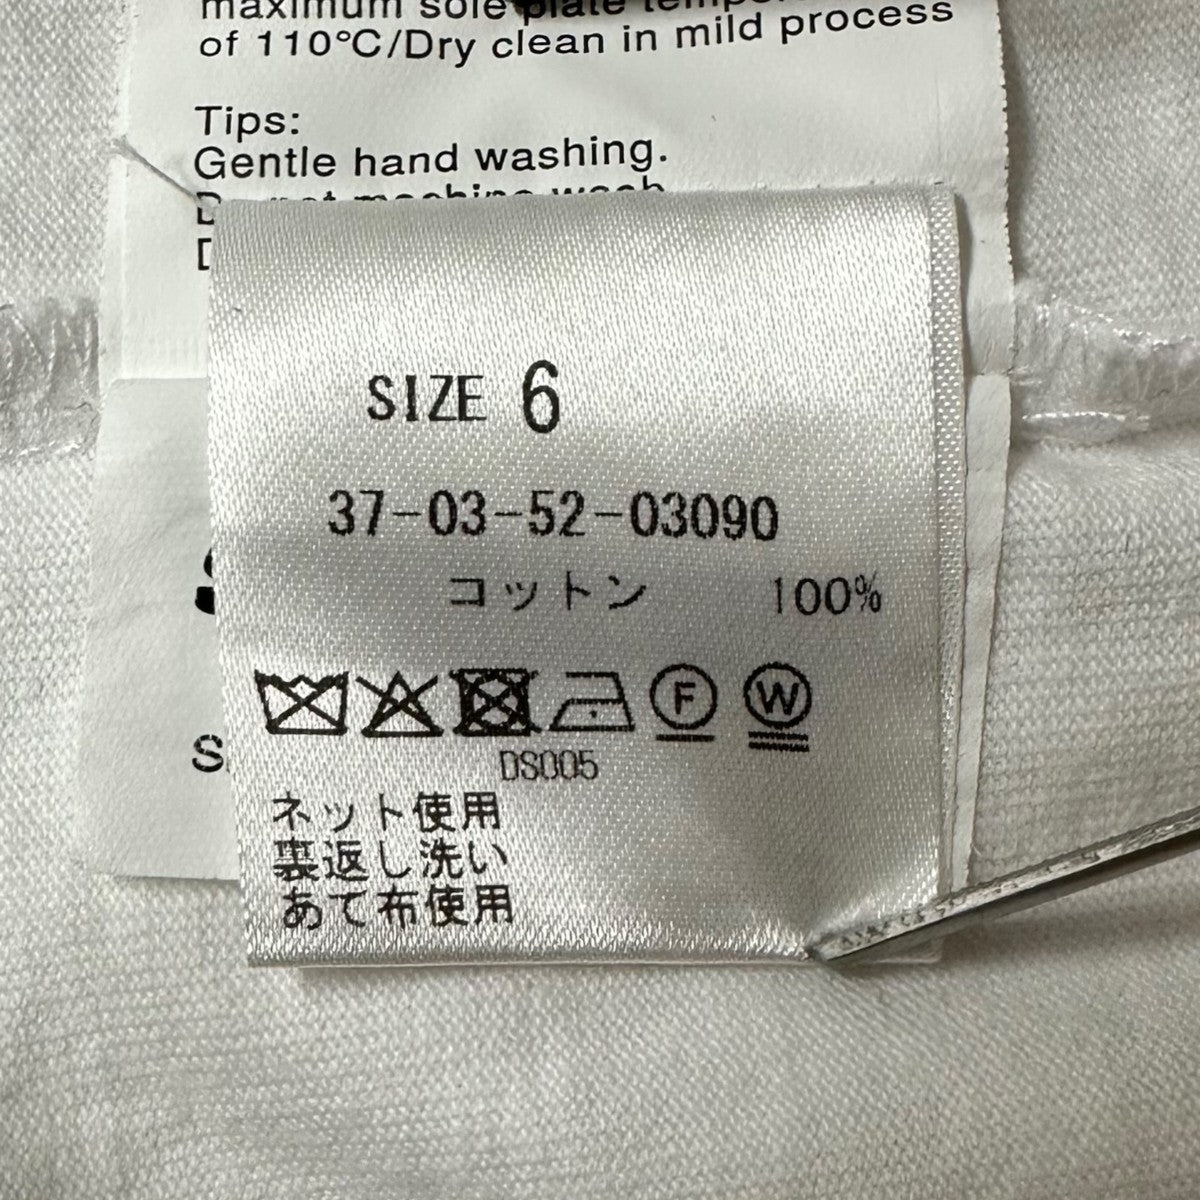 maximum sole plate
of 110°C/Dry clean in mild process
Tips:
Gentle hand washing.
machine wash
SIZE 6
37-03-52-03090
コットン 100%
F W
DS005
ネット使用
裏返し洗い
あて布使用